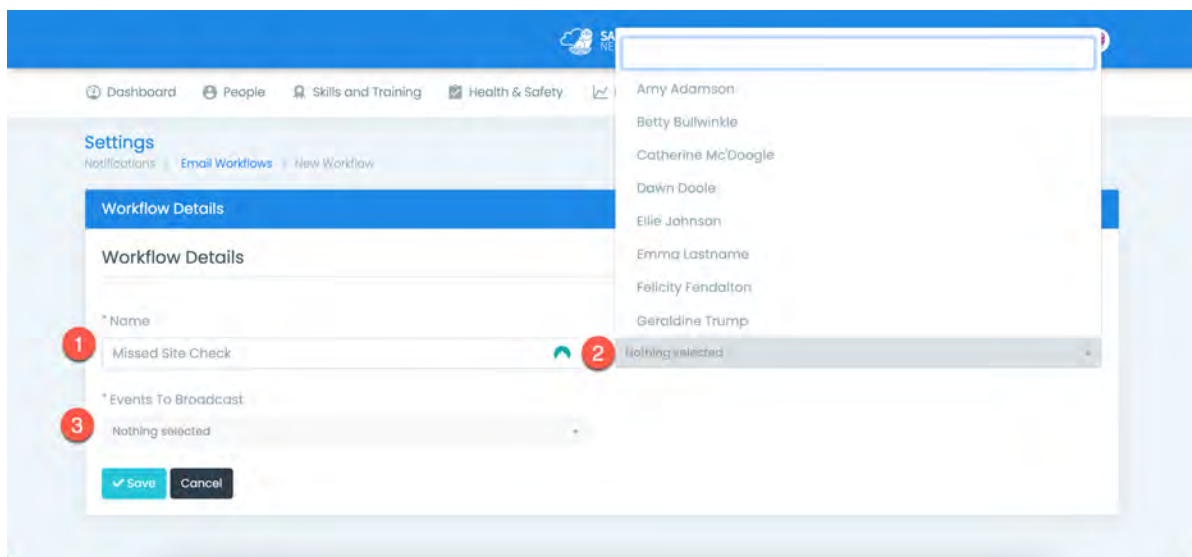 SA
NE
Dashboard People Skills and Training Health & Safety
Settings
Notifications Email Workflows New Workflow
Workflow Details
Workflow Details
* Name
1
Missed Site Check
* Events To Broadcast
3
Nothing selected
Save Cancel
Amy Adamson
Betty Bullwinkle
Catherine Mc'Doogle
Dawn Doole
Ellie Johnson
Emma Lastname
Felicity Fendalton
Geraldine Trump
2
Nothing selected